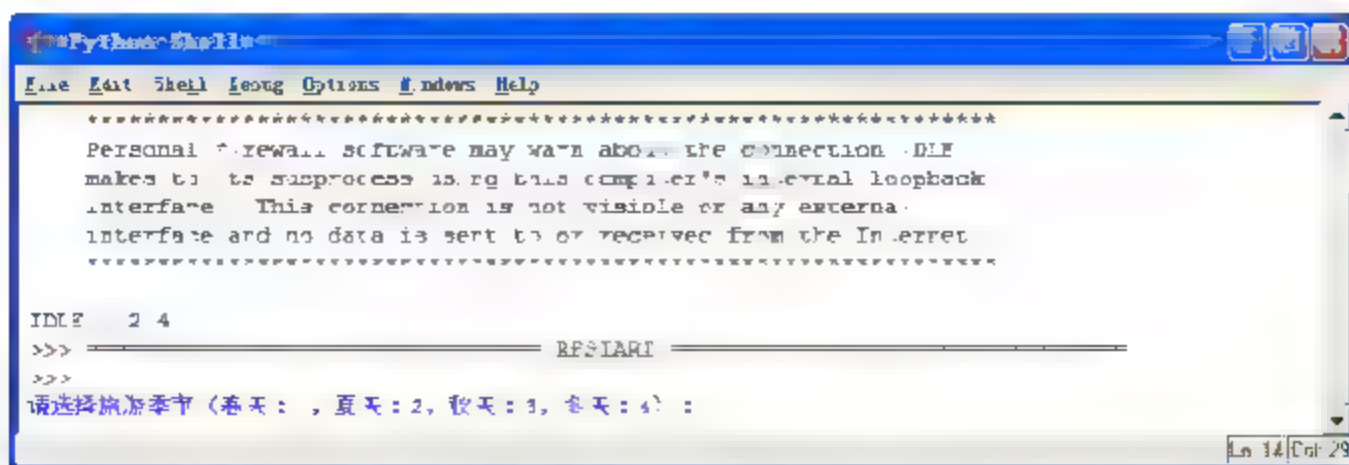 Python Shell
File Edit Shell Debug Options Windows Help
****************************************************************
Personal firewall software may warn about the connection IDLE
makes to its subprocess using this computer's internal loopback
interface This connection is not visible on any external
interface and no data is sent to or received from the Internet
****************************************************************
IDLE 2 4
>>> ================================ RESTART ================================
>>>
请选择旅游季节（春天： ，夏天：2，秋天：3，冬天：4）：
Ln 14 Col 29